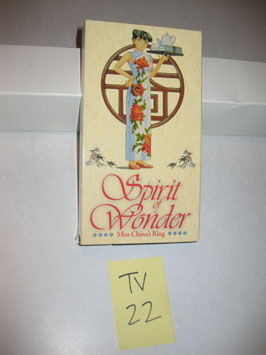 Spirit
of
Wonder
Miss China's Ring
TV
22